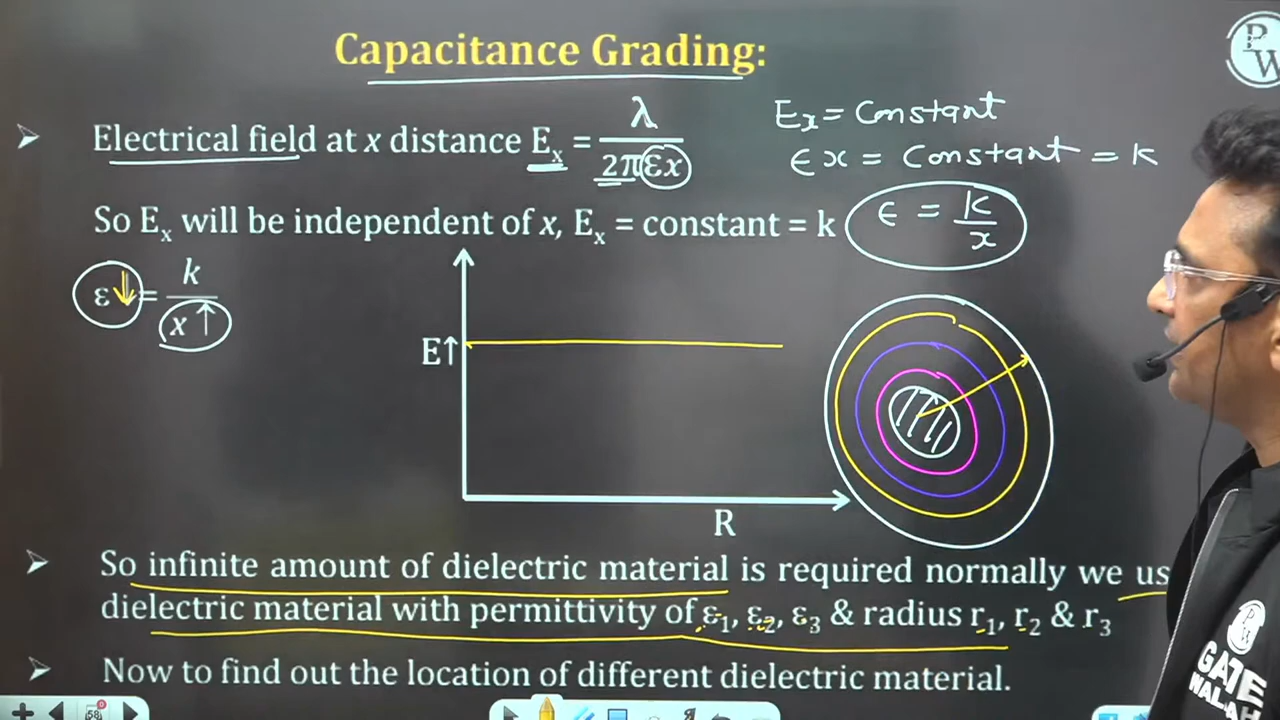 Capacitance Grading:
P
W
➤ Electrical field at x distance Eₓ = λ / 2πεx
Eₓ = Constant
εx = Constant = k
So Eₓ will be independent of x, Eₓ = constant = k
ε = k/x
ε↓ = k / x↑
E↑
R
➤ So infinite amount of dielectric material is required normally we us
dielectric material with permittivity of ε₁, ε₂, ε₃ & radius r₁, r₂ & r₃
➤ Now to find out the location of different dielectric material.
P
W
GATE
WALLAH
58